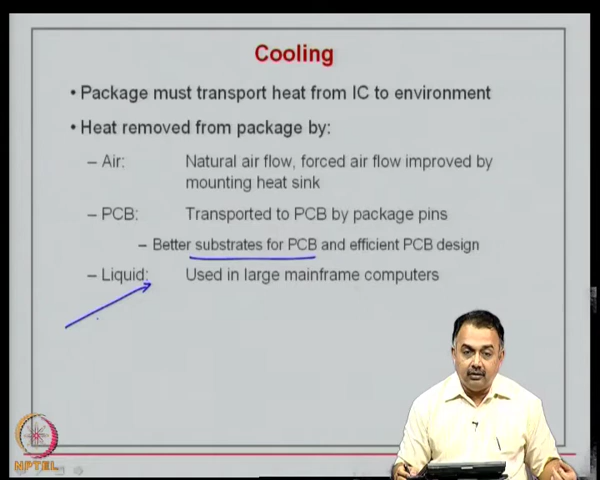 Cooling
• Package must transport heat from IC to environment
• Heat removed from package by:
– Air: Natural air flow, forced air flow improved by
mounting heat sink
– PCB: Transported to PCB by package pins
– Better substrates for PCB and efficient PCB design
– Liquid: Used in large mainframe computers
NPTEL